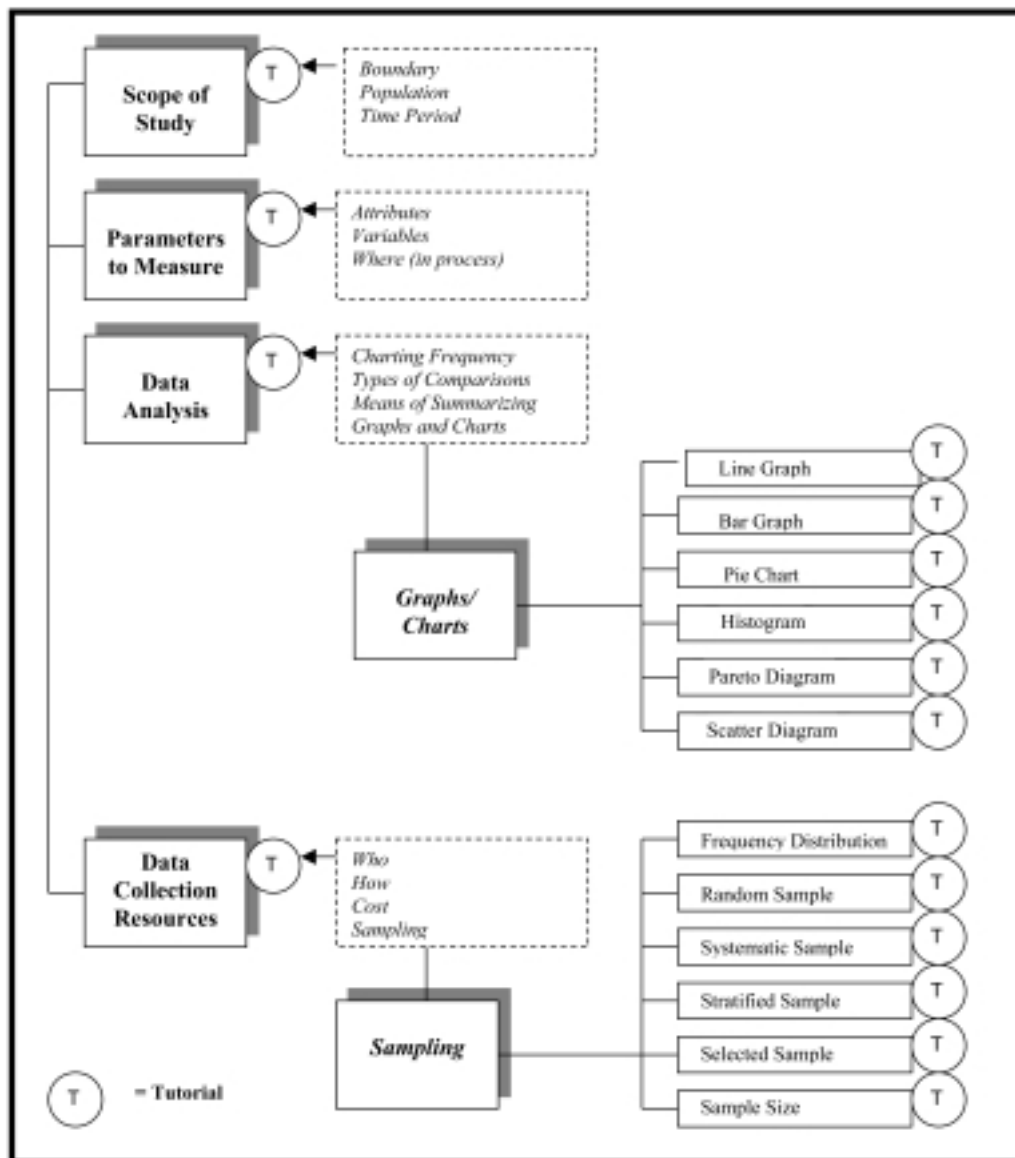 Scope of
Study
T
Boundary
Population
Time Period
Parameters
to Measure
T
Attributes
Variables
Where (in process)
Data
Analysis
T
Charting Frequency
Types of Comparisons
Means of Summarizing
Graphs and Charts
Graphs/
Charts
Line Graph
T
Bar Graph
T
Pie Chart
T
Histogram
T
Pareto Diagram
T
Scatter Diagram
T
Data
Collection
Resources
T
Who
How
Cost
Sampling
Sampling
Frequency Distribution
T
Random Sample
T
Systematic Sample
T
Stratified Sample
T
Selected Sample
T
Sample Size
T
T = Tutorial